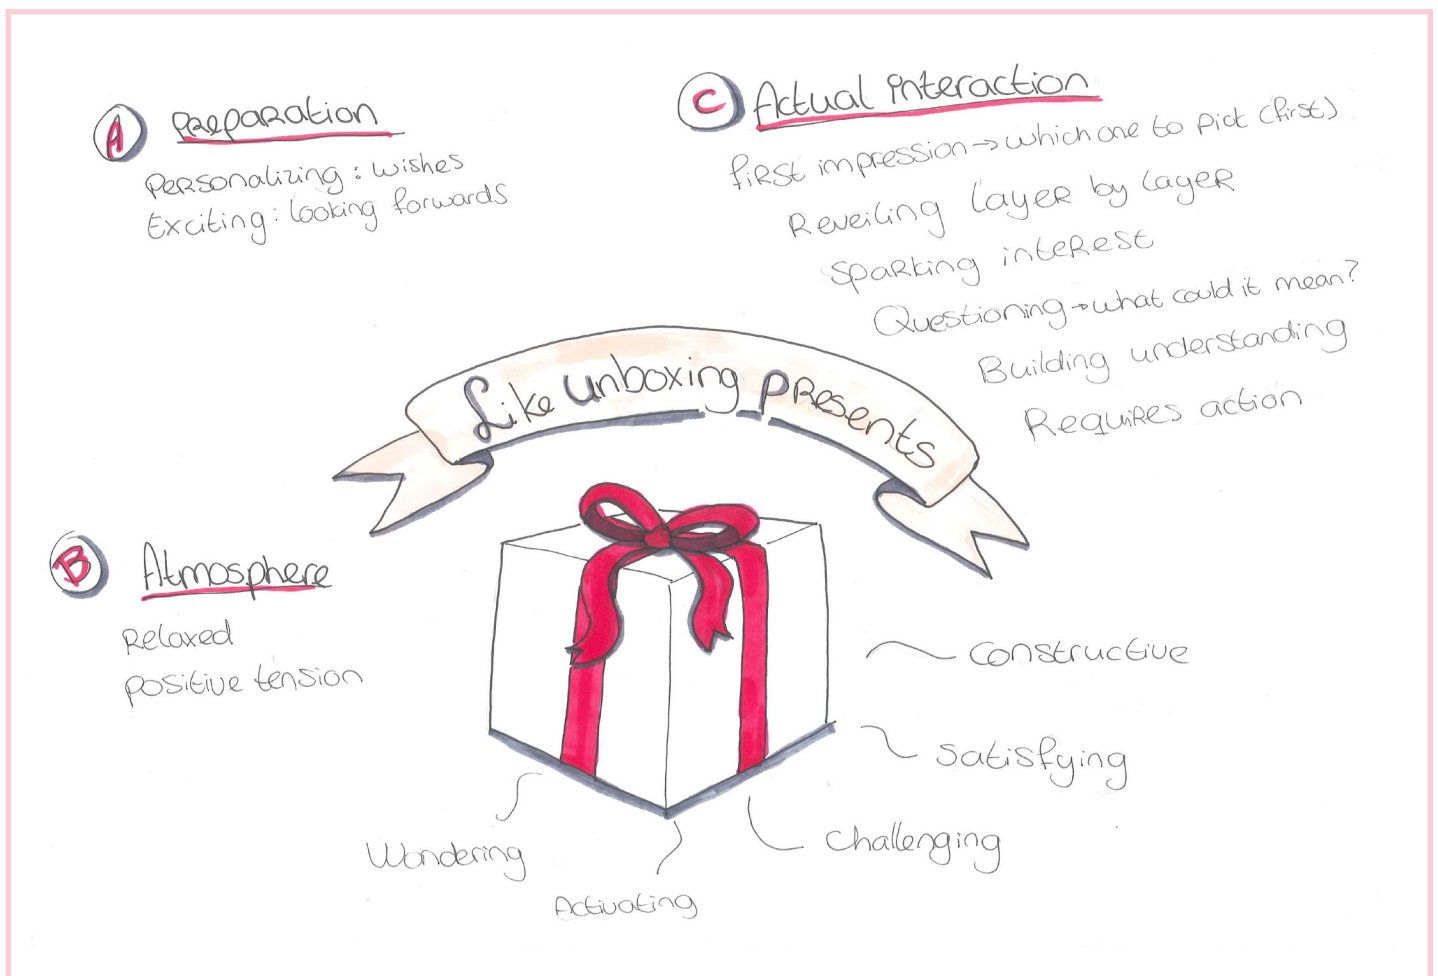 A Preparation
Personalizing: wishes
Exciting: looking forwards
C Actual interaction
first impression → which one to pick (first)
Reveiling layer by layer
sparking interest
Questioning → what could it mean?
Building understanding
Requires action
Like unboxing presents
B Atmosphere
Relaxed
positive tension
constructive
satisfying
challenging
Wondering
Activating